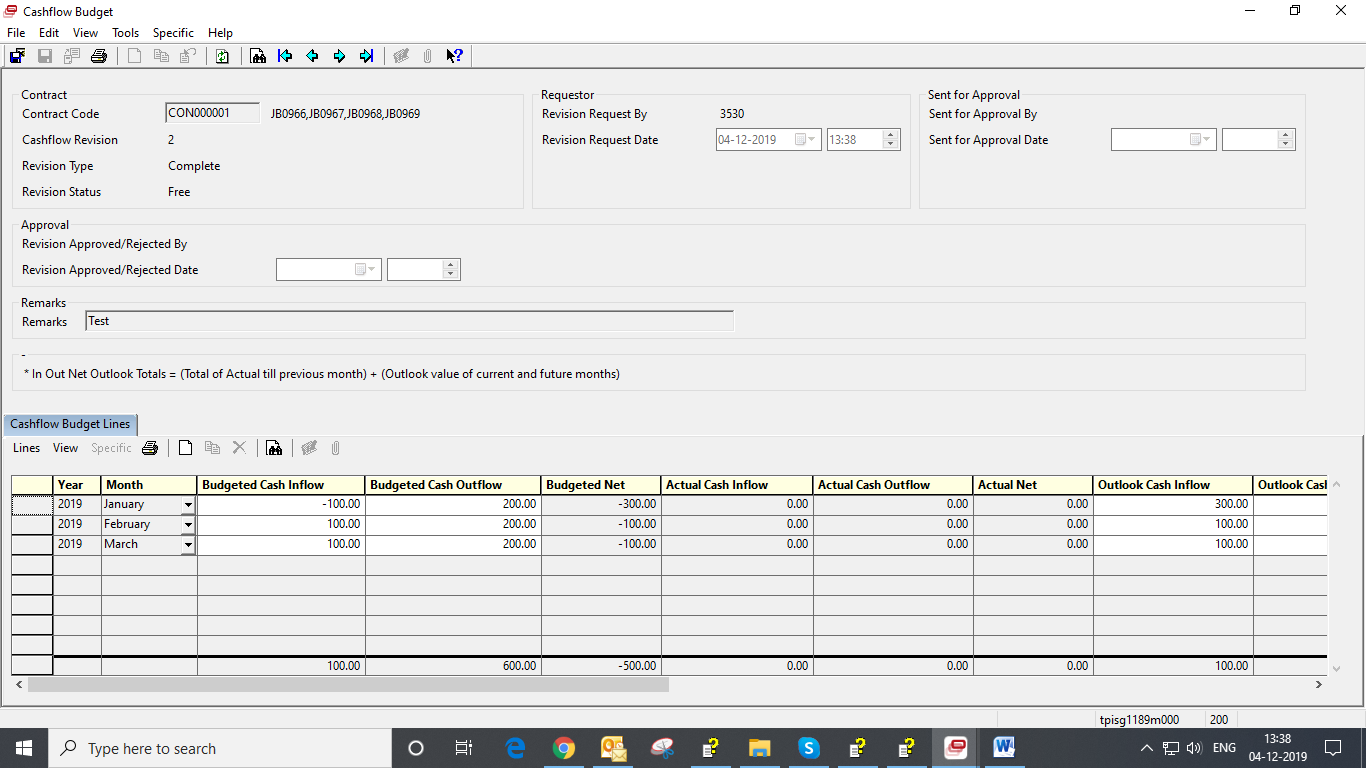 Cashflow Budget
File Edit View Tools Specific Help
Contract
Contract Code CON000001 JB0966,JB0967,JB0968,JB0969
Cashflow Revision 2
Revision Type Complete
Revision Status Free
Requestor
Revision Request By 3530
Revision Request Date 04-12-2019 13:38
Sent for Approval
Sent for Approval By
Sent for Approval Date
Approval
Revision Approved/Rejected By
Revision Approved/Rejected Date
Remarks
Remarks Test
-
* In Out Net Outlook Totals = (Total of Actual till previous month) + (Outlook value of current and future months)
Cashflow Budget Lines
Lines View Specific
Year Month Budgeted Cash Inflow Budgeted Cash Outflow Budgeted Net Actual Cash Inflow Actual Cash Outflow Actual Net Outlook Cash Inflow Outlook Cas
2019 January -100.00 200.00 -300.00 0.00 0.00 0.00 300.00
2019 February 100.00 200.00 -100.00 0.00 0.00 0.00 100.00
2019 March 100.00 200.00 -100.00 0.00 0.00 0.00 100.00
100.00 600.00 -500.00 0.00 0.00 0.00 100.00
tpisg1189m000 200
Type here to search
ENG
13:38
04-12-2019